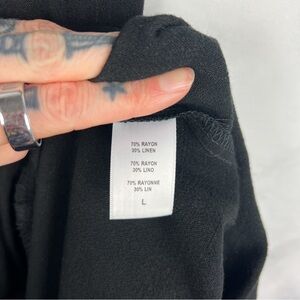 70% RAYON
30% LINEN
70% RAYON
30% LINO
70% RAYONNE
30% LIN
L